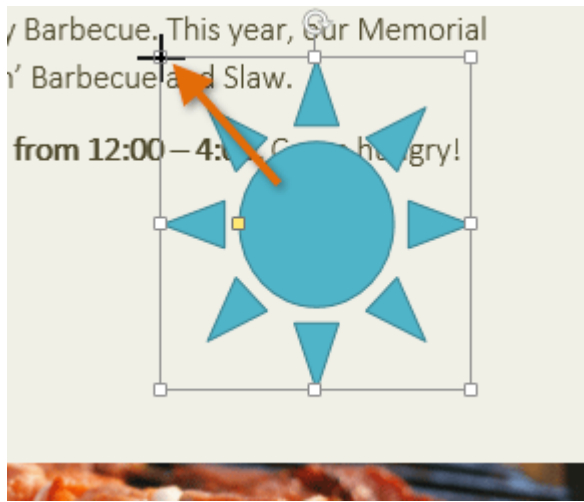 y Barbecue. This year, our Memorial
n’ Barbecue and Slaw.
from 12:00 – 4: hungry!